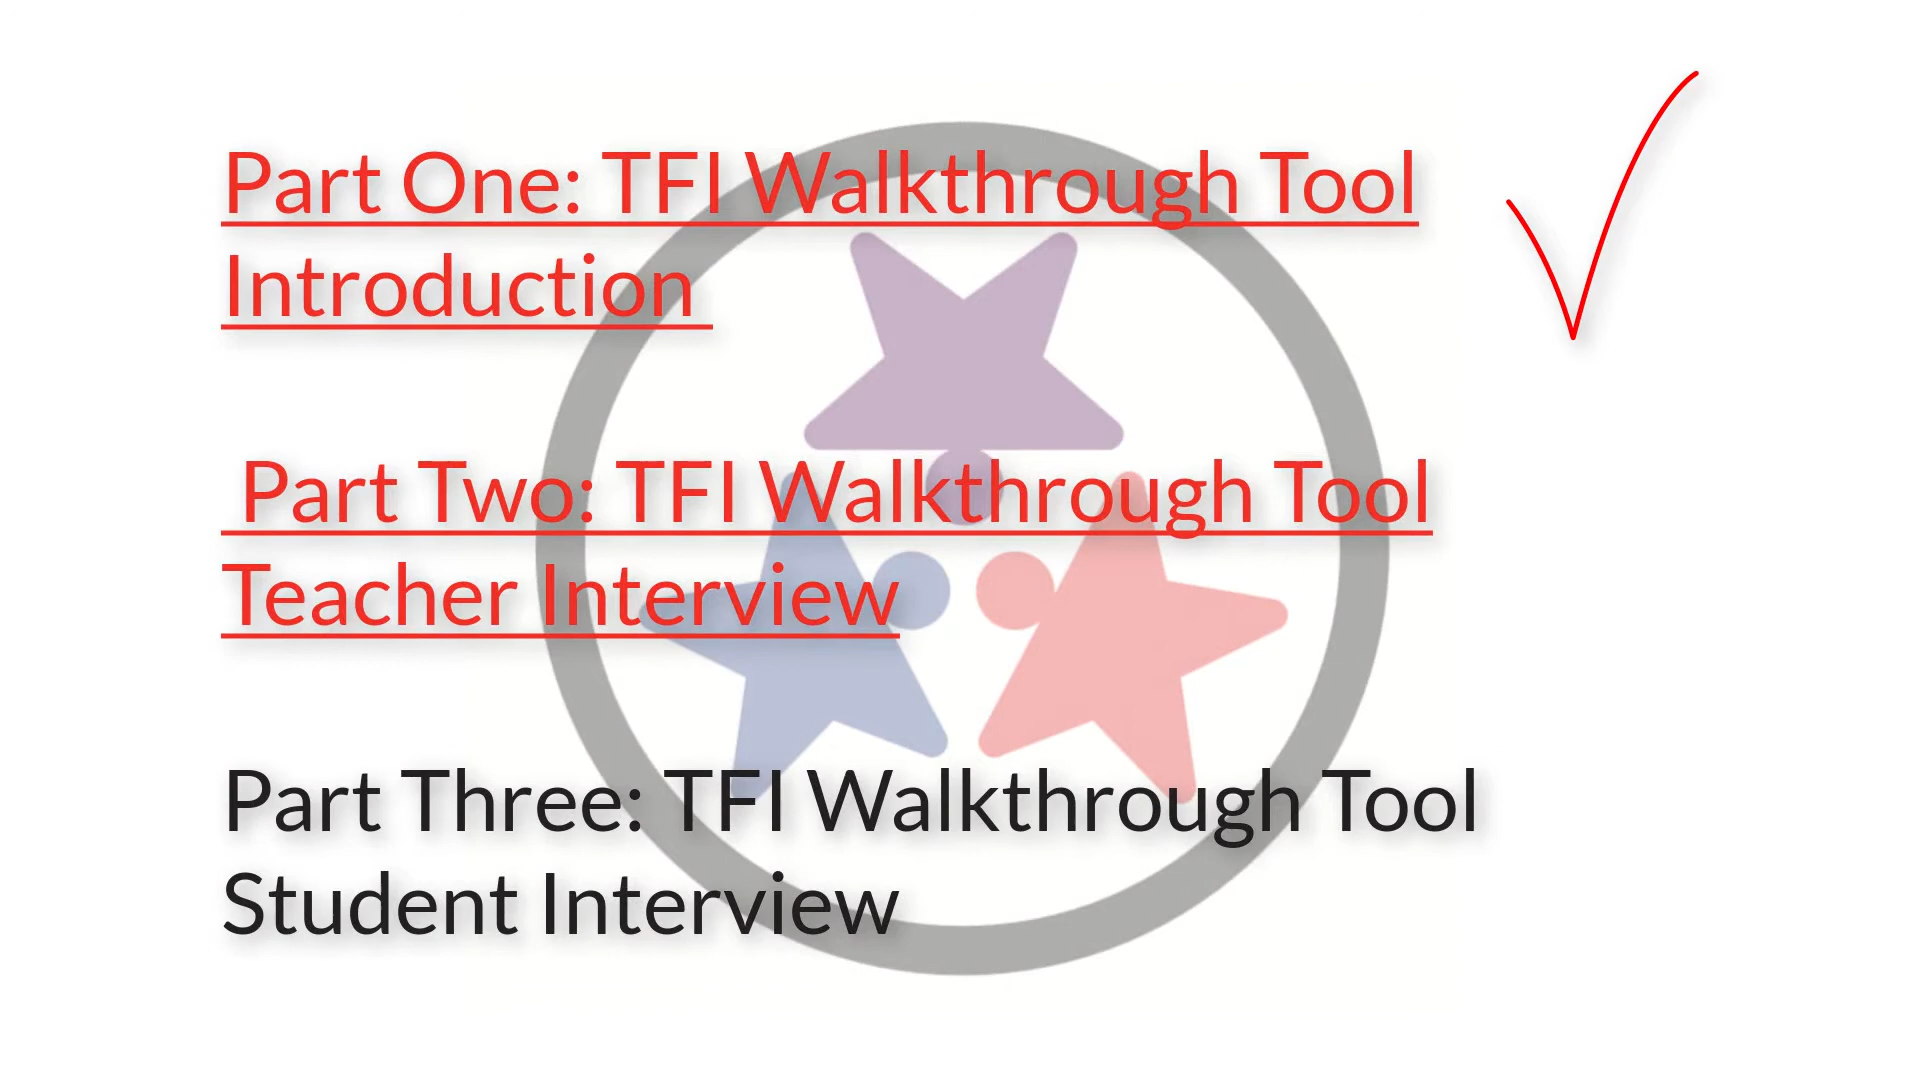 Part One: TFI Walkthrough Tool
Introduction
Part Two: TFI Walkthrough Tool
Teacher Interview
Part Three: TFI Walkthrough Tool
Student Interview